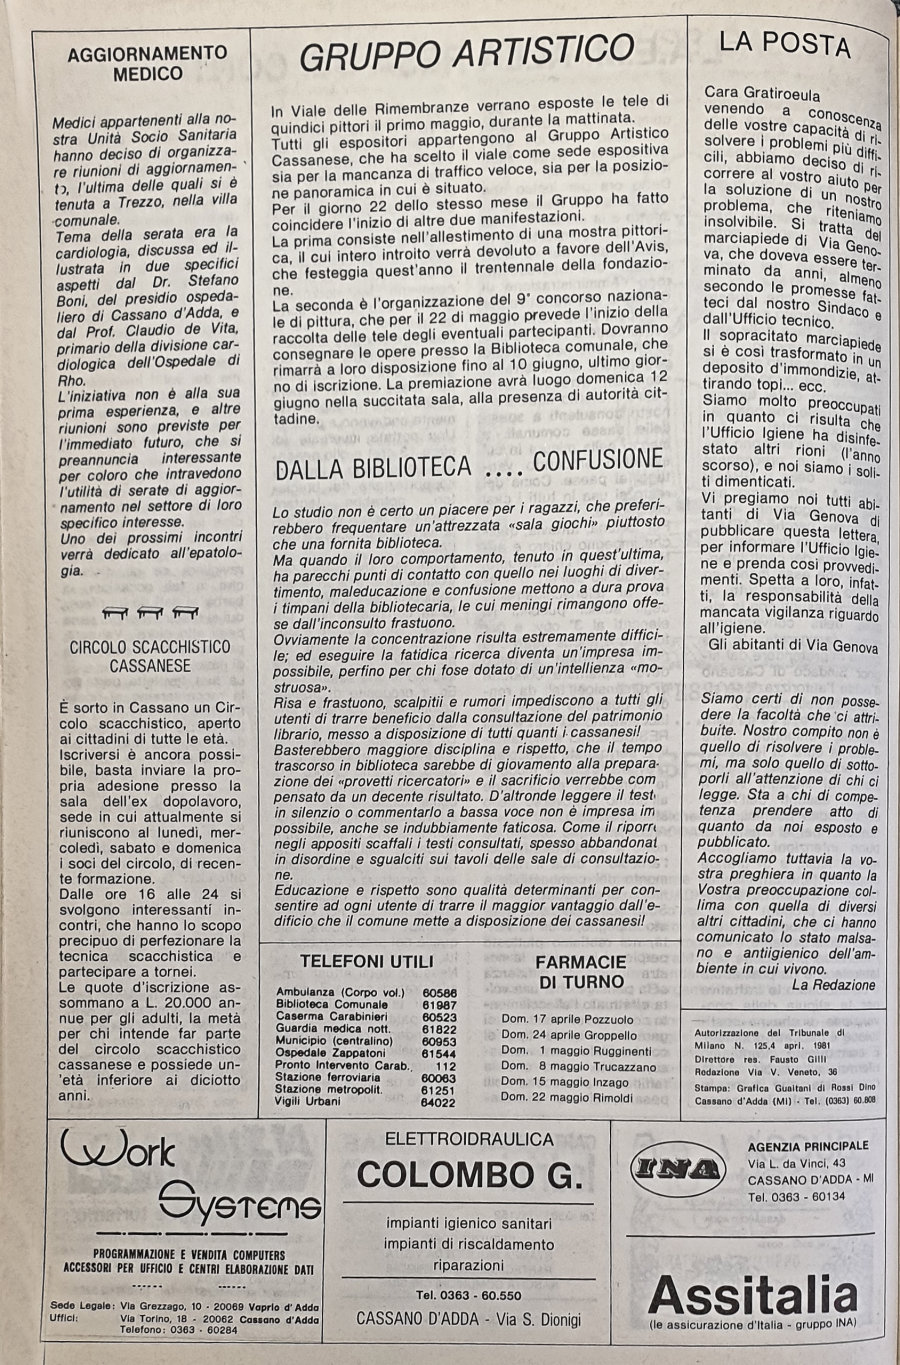 AGGIORNAMENTO
MEDICO
Medici appartenenti alla no-
stra Unità Socio Sanitaria
hanno deciso di organizza-
re riunioni di aggiornamen-
to, l'ultima delle quali si è
tenuta a Trezzo, nella villa
comunale.
Tema della serata era la
cardiologia, discussa ed il-
lustrata in due specifici
aspetti dal Dr. Stefano
Boni, del presidio ospeda-
liero di Cassano d'Adda, e
dal Prof. Claudio de Vita,
primario della divisione car-
diologica dell'Ospedale di
Rho.
L'iniziativa non è alla sua
prima esperienza, e altre
riunioni sono previste per
l'immediato futuro, che si
preannuncia interessante
per coloro che intravedono
l'utilità di serate di aggior-
namento nel settore di loro
specifico interesse.
Uno dei prossimi incontri
verrà dedicato all'epatolo-
gia.
CIRCOLO SCACCHISTICO
CASSANESE
È sorto in Cassano un Cir-
colo scacchistico, aperto
ai cittadini di tutte le età.
Iscriversi è ancora possi-
bile, basta inviare la pro-
pria adesione presso la
sala dell'ex dopolavoro,
sede in cui attualmente si
riuniscono al lunedì, mer-
coledì, sabato e domenica
i soci del circolo, di recen-
te formazione.
Dalle ore 16 alle 24 si
svolgono interessanti in-
contri, che hanno lo scopo
precipuo di perfezionare la
tecnica scacchistica e
partecipare a tornei.
Le quote d'iscrizione as-
sommano a L. 20.000 an-
nue per gli adulti, la metà
per chi intende far parte
del circolo scacchistico
cassanese e possiede un-
'età inferiore ai diciotto
anni.
GRUPPO ARTISTICO
In Viale delle Rimembranze verrano esposte le tele di
quindici pittori il primo maggio, durante la mattinata.
Tutti gli espositori appartengono al Gruppo Artistico
Cassanese, che ha scelto il viale come sede espositiva
sia per la mancanza di traffico veloce, sia per la posizio-
ne panoramica in cui è situato.
Per il giorno 22 dello stesso mese il Gruppo ha fatto
coincidere l'inizio di altre due manifestazioni.
La prima consiste nell'allestimento di una mostra pittori-
ca, il cui intero introito verrà devoluto a favore dell'Avis,
che festeggia quest'anno il trentennale della fondazio-
ne.
La seconda è l'organizzazione del 9° concorso naziona-
le di pittura, che per il 22 di maggio prevede l'inizio della
raccolta delle tele degli eventuali partecipanti. Dovranno
consegnare le opere presso la Biblioteca comunale, che
rimarrà a loro disposizione fino al 10 giugno, ultimo gior-
no di iscrizione. La premiazione avrà luogo domenica 12
giugno nella succitata sala, alla presenza di autorità cit-
tadine.
DALLA BIBLIOTECA .... CONFUSIONE
Lo studio non è certo un piacere per i ragazzi, che preferi-
rebbero frequentare un'attrezzata «sala giochi» piuttosto
che una fornita biblioteca.
Ma quando il loro comportamento, tenuto in quest'ultima,
ha parecchi punti di contatto con quello nei luoghi di diver-
timento, maleducazione e confusione mettono a dura prova
i timpani della bibliotecaria, le cui meningi rimangono offe-
se dall'inconsulto frastuono.
Ovviamente la concentrazione risulta estremamente diffici-
le; ed eseguire la fatidica ricerca diventa un'impresa im-
possibile, perfino per chi fose dotato di un'intellienza «mo-
struosa».
Risa e frastuono, scalpitii e rumori impediscono a tutti gli
utenti di trarre beneficio dalla consultazione del patrimonio
librario, messo a disposizione di tutti quanti i cassanesi!
Basterebbero maggiore disciplina e rispetto, che il tempo
trascorso in biblioteca sarebbe di giovamento alla prepara-
zione dei «provetti ricercatori» e il sacrificio verrebbe com
pensato da un decente risultato. D'altronde leggere il test
in silenzio o commentarlo a bassa voce non è impresa im
possibile, anche se indubbiamente faticosa. Come il riporr
negli appositi scaffali i testi consultati, spesso abbandonat
in disordine e sgualciti sui tavoli delle sale di consultazio-
ne.
Educazione e rispetto sono qualità determinanti per con-
sentire ad ogni utente di trarre il maggior vantaggio dall'e-
dificio che il comune mette a disposizione dei cassanesi!
TELEFONI UTILI
Ambulanza (Corpo vol.) 60586
Biblioteca Comunale 61987
Caserma Carabinieri 60523
Guardia medica nott. 61822
Municipio (centralino) 60953
Ospedale Zappatoni 61544
Pronto Intervento Carab. 112
Stazione ferroviaria 60063
Stazione metropolit. 61251
Vigili Urbani 64022
FARMACIE
DI TURNO
Dom. 17 aprile Pozzuolo
Dom. 24 aprile Groppello
Dom. 1 maggio Rugginenti
Dom. 8 maggio Trucazzano
Dom. 15 maggio Inzago
Dom. 22 maggio Rimoldi
LA POSTA
Cara Gratiroeula
venendo a conoscenza
delle vostre capacità di ri-
solvere i problemi più diffi-
cili, abbiamo deciso di ri-
correre al vostro aiuto per
la soluzione di un nostro
problema, che riteniamo
insolvibile. Si tratta del
marciapiede di Via Geno-
va, che doveva essere ter-
minato da anni, almeno
secondo le promesse fat-
teci dal nostro Sindaco e
dall'Ufficio tecnico.
Il sopracitato marciapiede
si è così trasformato in un
deposito d'immondizie, at-
tirando topi... ecc.
Siamo molto preoccupati
in quanto ci risulta che
l'Ufficio Igiene ha disinfe-
stato altri rioni (l'anno
scorso), e noi siamo i soli-
ti dimenticati.
Vi pregiamo noi tutti abi-
tanti di Via Genova di
pubblicare questa lettera,
per informare l'Ufficio Igie-
ne e prenda così provvedi-
menti. Spetta a loro, infat-
ti, la responsabilità della
mancata vigilanza riguardo
all'igiene.
Gli abitanti di Via Genova
Siamo certi di non posse-
dere la facoltà che ci attri-
buite. Nostro compito non è
quello di risolvere i proble-
mi, ma solo quello di sotto-
porli all'attenzione di chi ci
legge. Sta a chi di compe-
tenza prendere atto di
quanto da noi esposto e
pubblicato.
Accogliamo tuttavia la vo-
stra preghiera in quanto la
Vostra preoccupazione col-
lima con quella di diversi
altri cittadini, che ci hanno
comunicato lo stato malsa-
no e antiigienico dell'am-
biente in cui vivono.
La Redazione
Autorizzazione del Tribunale di
Milano N. 125,4 apri. 1981
Direttore res. Fausto Gilli
Redazione Via V. Veneto, 36
Stampa: Grafica Gualtani di Rossi Dino
Cassano d'Adda (MI) - Tel. (0363) 60.808
Work
Systems
PROGRAMMAZIONE E VENDITA COMPUTERS
ACCESSORI PER UFFICIO E CENTRI ELABORAZIONE DATI
Sede Legale: Via Grezzago, 10 - 20069 Vaprio d'Adda
Uffici: Via Torino, 18 - 20062 Cassano d'Adda
Telefono: 0363 - 60284
ELETTROIDRAULICA
COLOMBO G.
impianti igienico sanitari
impianti di riscaldamento
riparazioni
Tel. 0363 - 60.550
CASSANO D'ADDA - Via S. Dionigi
INA
AGENZIA PRINCIPALE
Via L. da Vinci, 43
CASSANO D'ADDA - MI
Tel. 0363 - 60134
Assitalia
(le assicurazione d'Italia - gruppo INA)